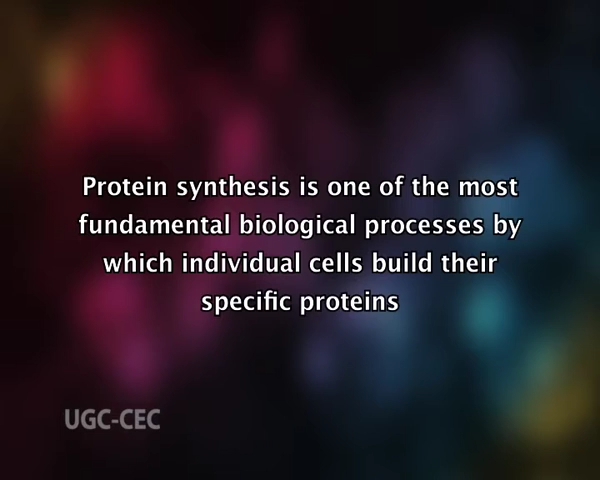 Protein synthesis is one of the most
fundamental biological processes by
which individual cells build their
specific proteins
UGC-CEC